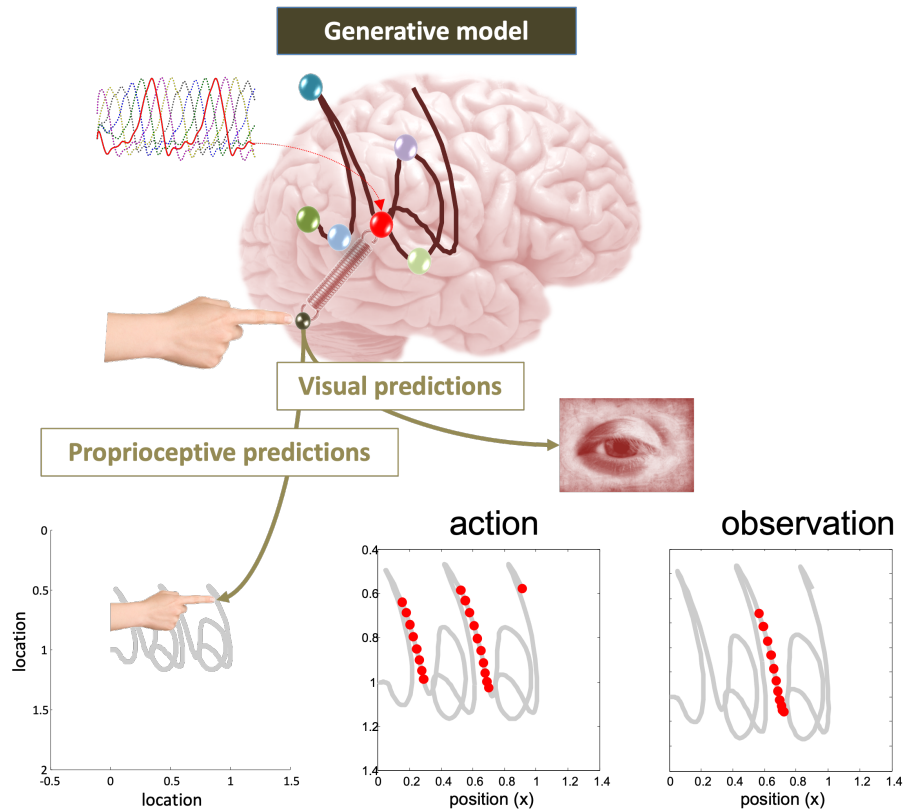 Generative model
Visual predictions
Proprioceptive predictions
action
observation
0
0.5
1
1.5
2
location
-0.5 0 0.5 1 1.5
location
0.4
0.6
0.8
1.0
1.2
1.4
0 0.2 0.4 0.6 0.8 1 1.2 1.4
position (x)
0 0.2 0.4 0.6 0.8 1 1.2 1.4
position (x)